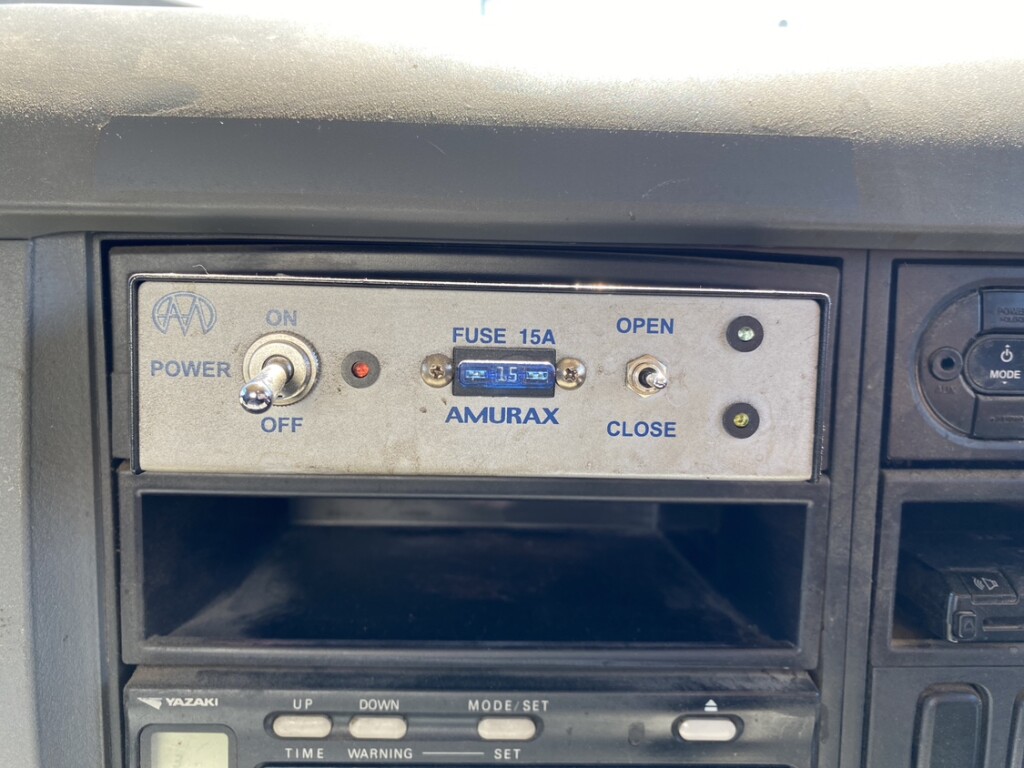 ON
POWER
OFF
FUSE 15A
15
AMURAX
OPEN
CLOSE
MODE
YAZAKI
UP DOWN MODE/SET
TIME WARNING SET